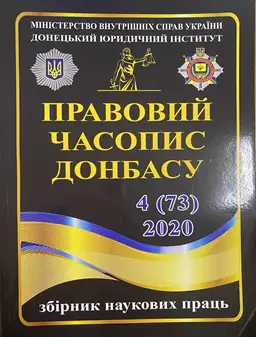 МІНІСТЕРСТВО ВНУТРІШНІХ СПРАВ УКРАЇНИ
ДОНЕЦЬКИЙ ЮРИДИЧНИЙ ІНСТИТУТ
ПРАВОВИЙ
ЧАСОПИС
ДОНБАСУ
4 (73)
2020
збірник наукових праць